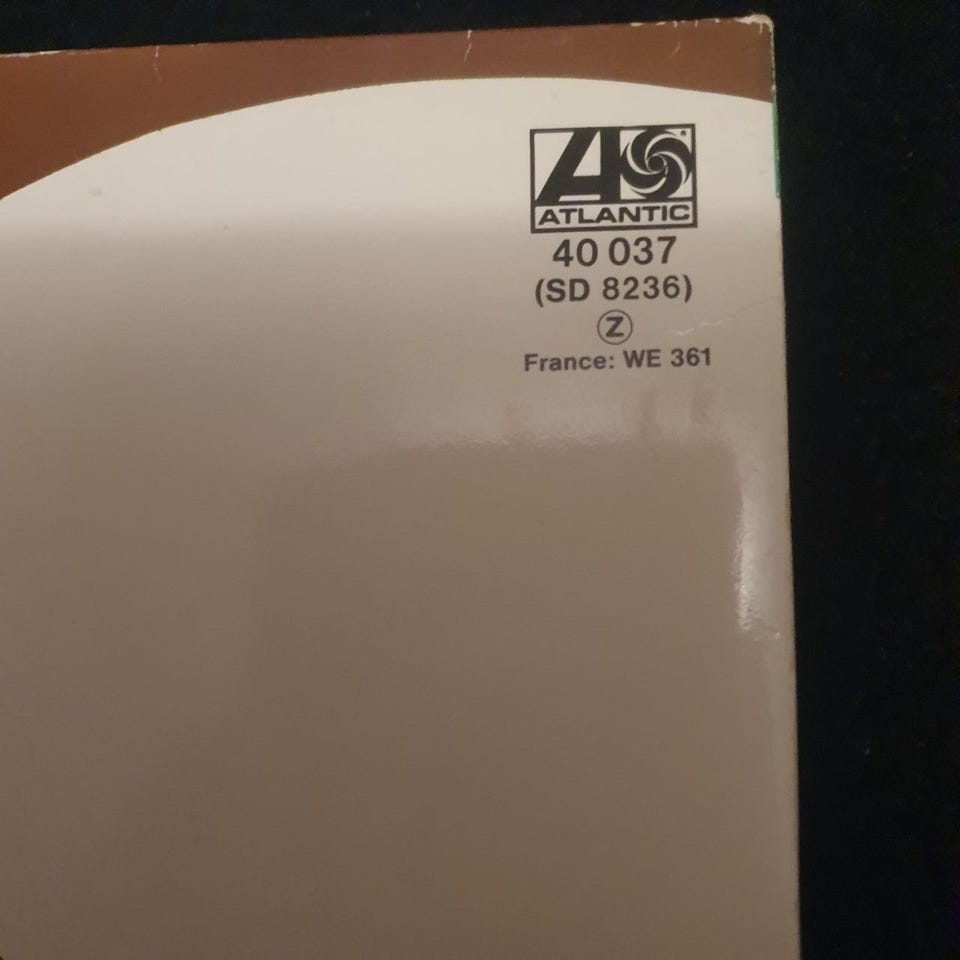 ATLANTIC
40 037
(SD 8236)
Z
France: WE 361